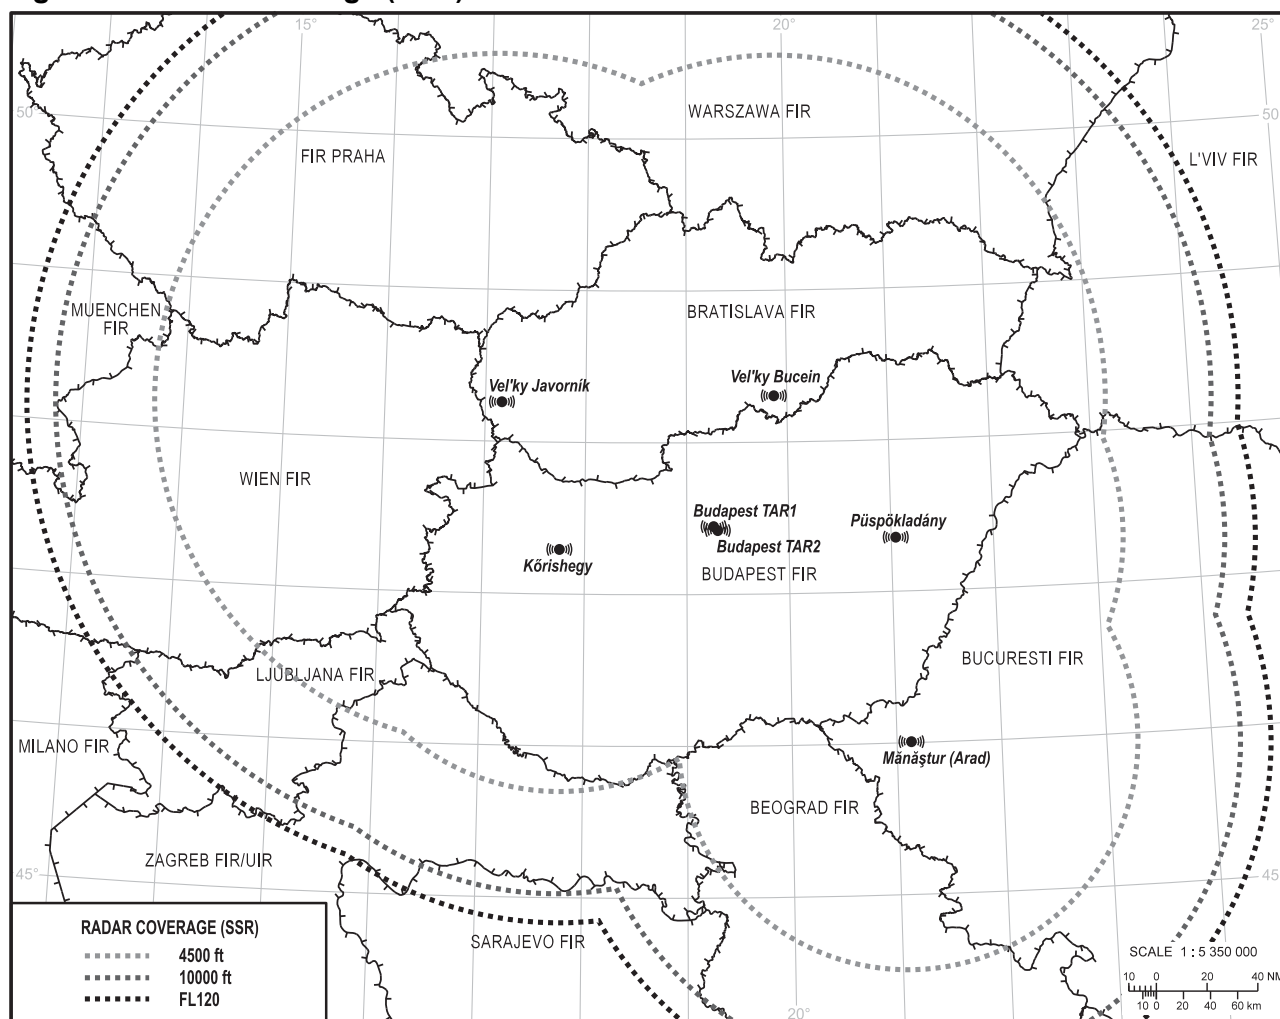 15°
20°
25°
50°
50
WARSZAWA FIR
FIR PRAHA
L'VIV FIR
MUENCHEN
FIR
BRATISLAVA FIR
Vel'ky Javorník
Vel'ky Bucein
WIEN FIR
Budapest TAR1
Budapest TAR2
Püspökladány
Kőrishegy
BUDAPEST FIR
BUCURESTI FIR
LJUBLJANA FIR
MILANO FIR
Mănăştur (Arad)
BEOGRAD FIR
ZAGREB FIR/UIR
45°
45
SARAJEVO FIR
RADAR COVERAGE (SSR)
4500 ft
10000 ft
FL120
SCALE 1 : 5 350 000
10 0 20 40 NM
10 0 20 40 60 km
20°